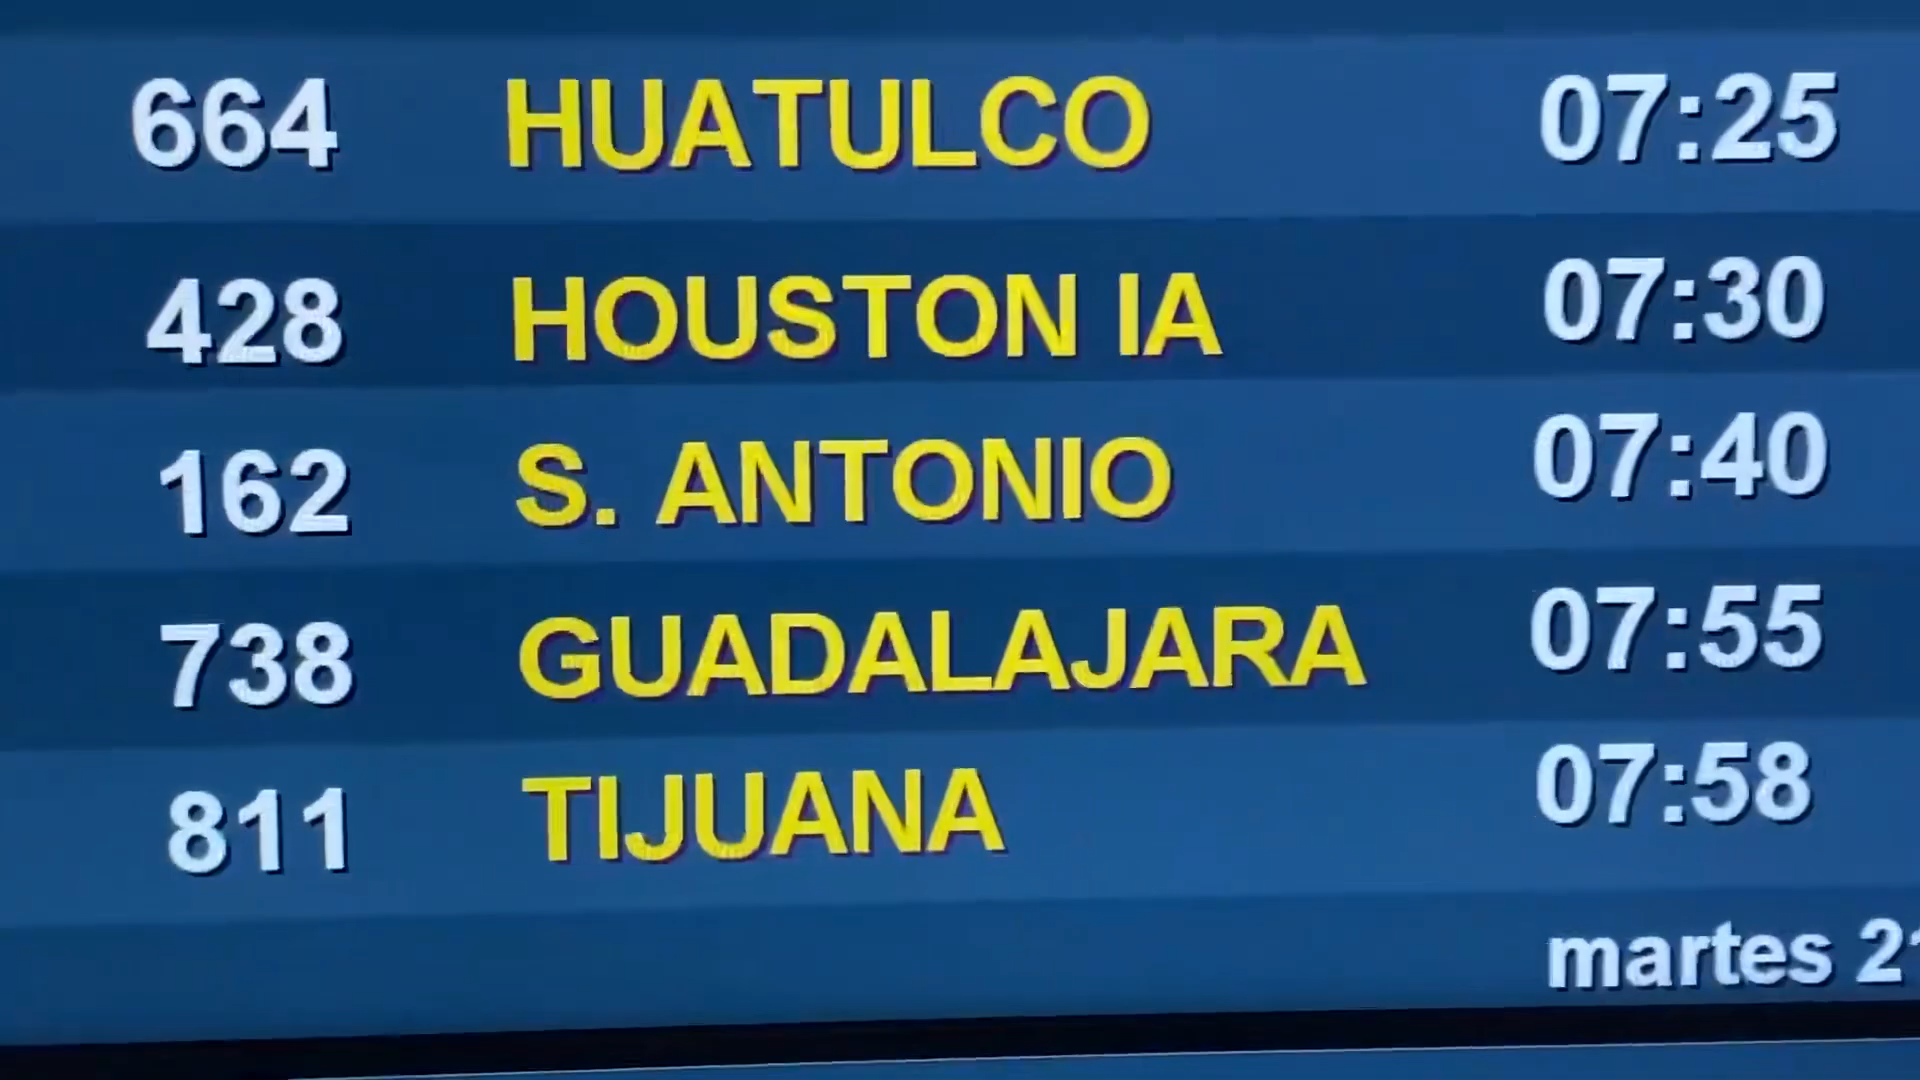 664 HUATULCO 07:25
428 HOUSTON IA 07:30
162 S. ANTONIO 07:40
738 GUADALAJARA 07:55
811 TIJUANA 07:58
martes 21